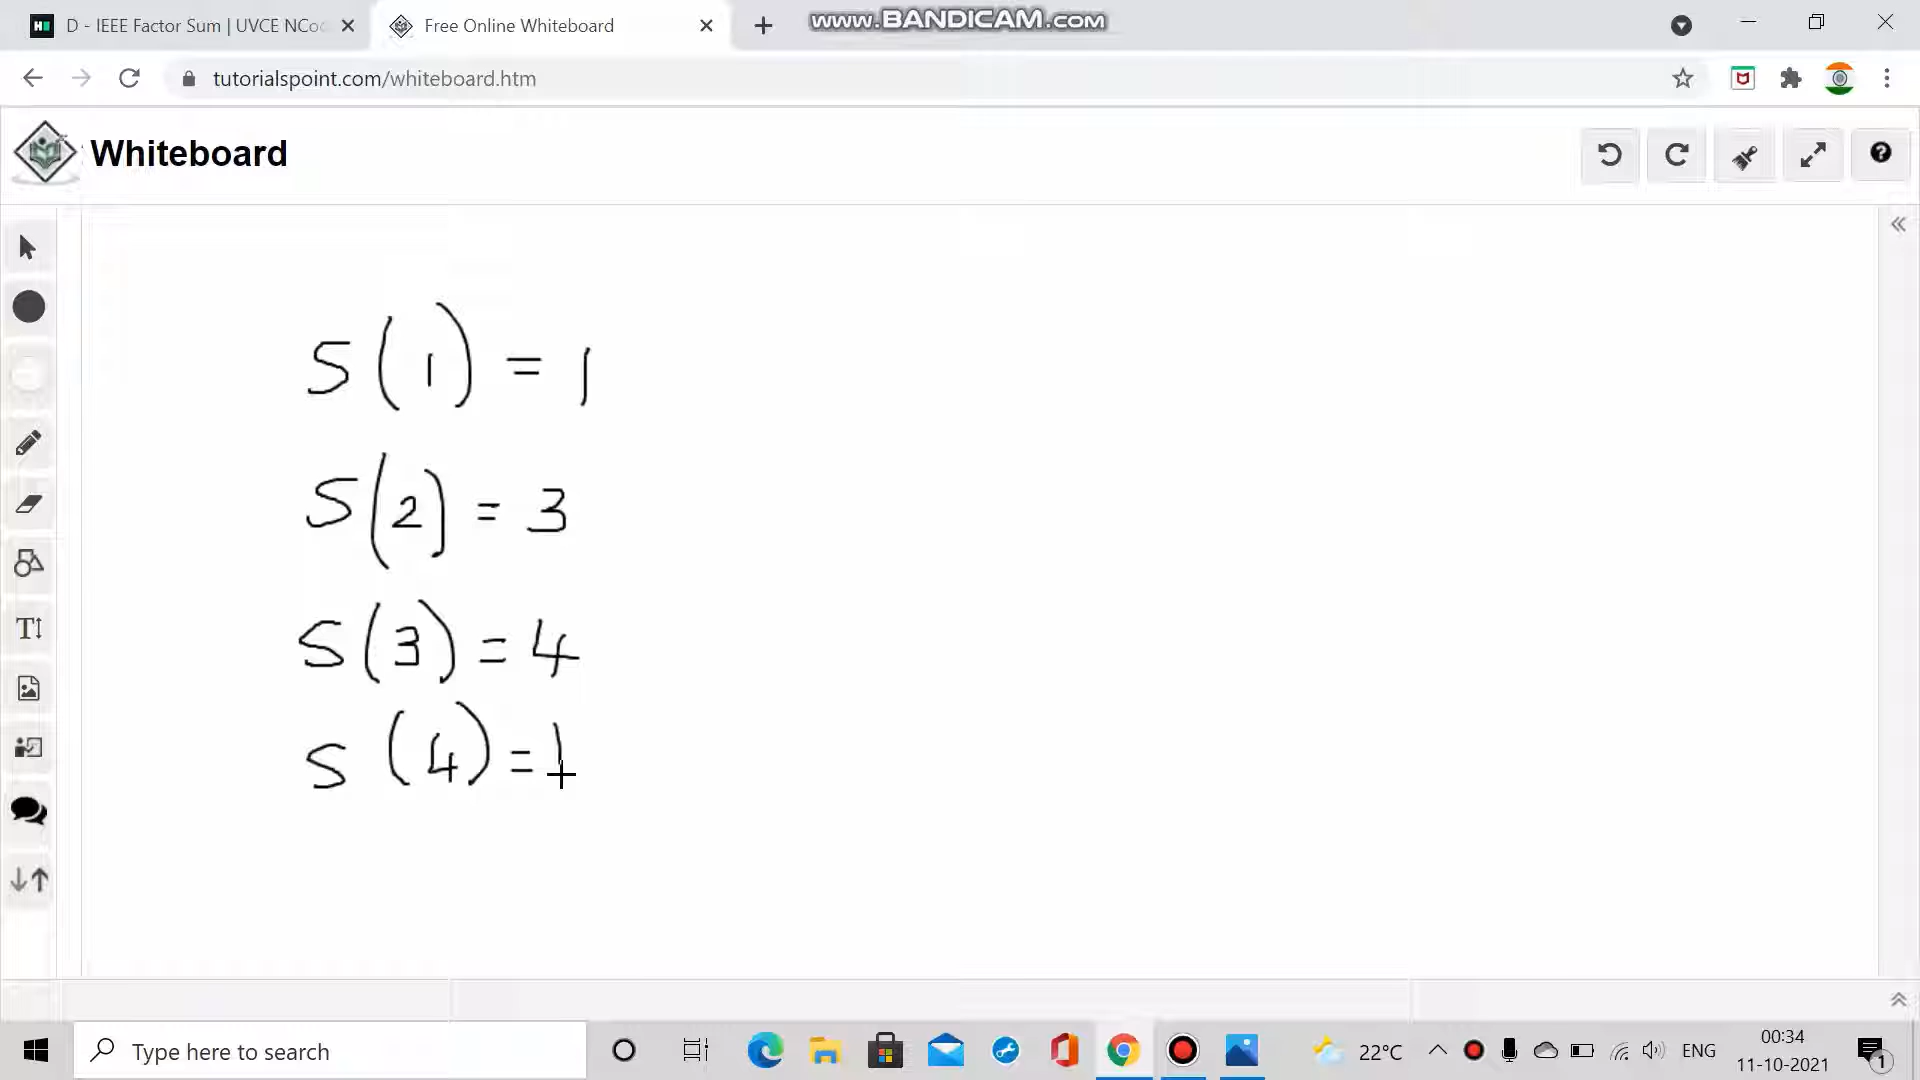 D - IEEE Factor Sum | UVCE NCo
Free Online Whiteboard
www.BANDICAM.com
tutorialspoint.com/whiteboard.htm
Whiteboard
S(1) = 1
S(2) = 3
S(3) = 4
S(4) = 1
T
Type here to search
22°C
ENG
00:34
11-10-2021
1